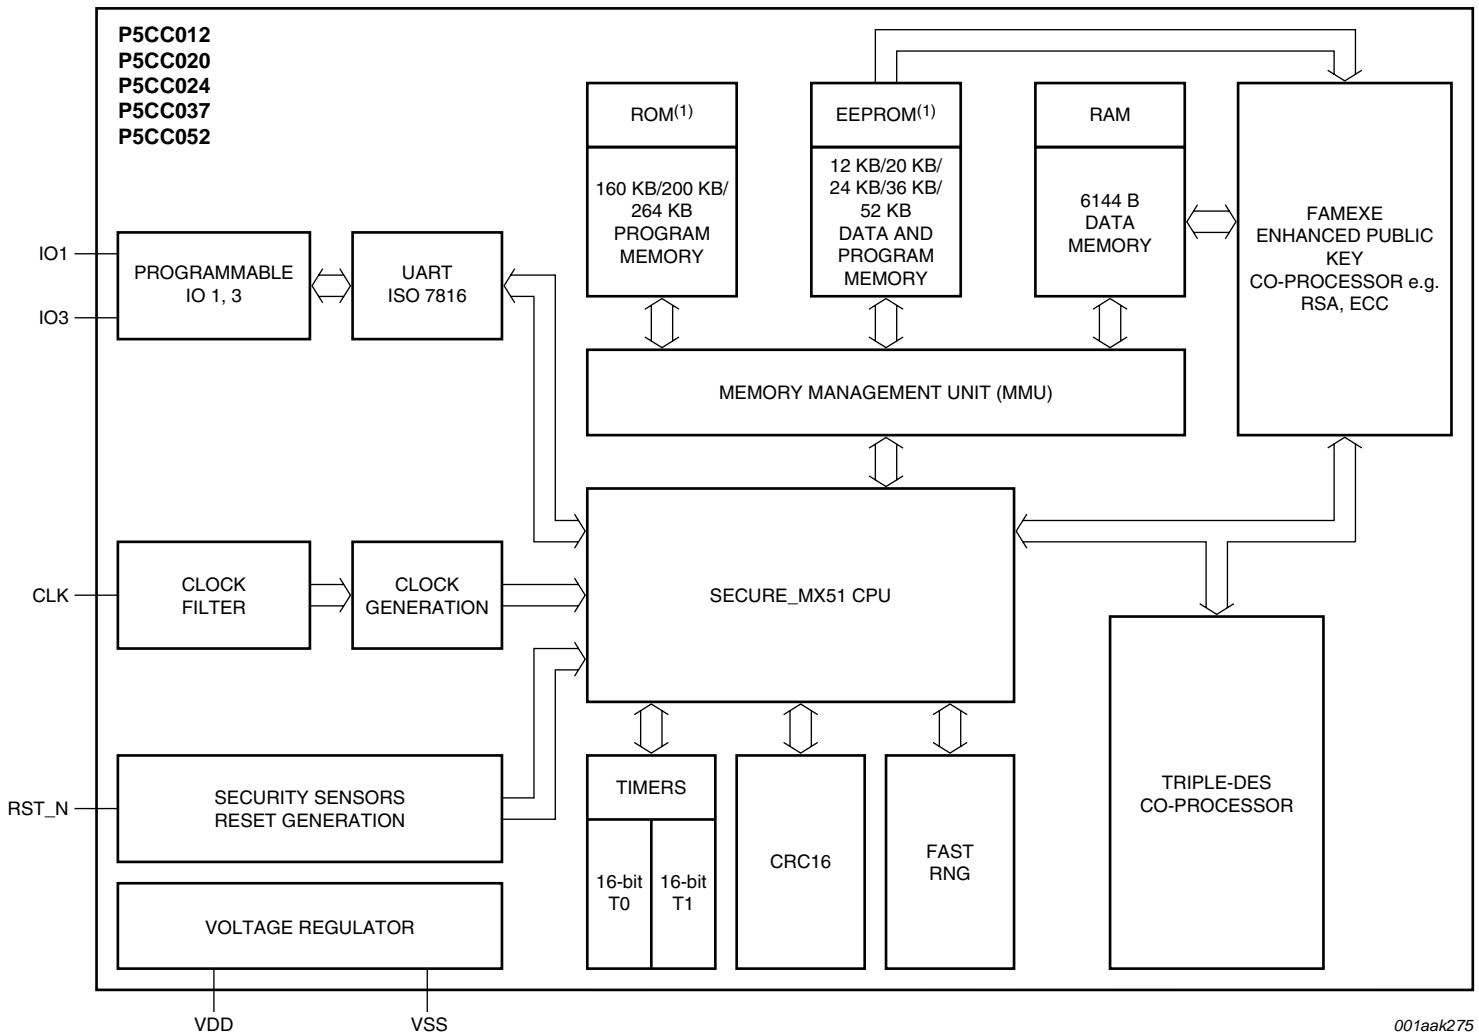 P5CC012
P5CC020
P5CC024
P5CC037
P5CC052
ROM(1)
160 KB/200 KB/
264 KB
PROGRAM
MEMORY
EEPROM(1)
12 KB/20 KB/
24 KB/36 KB/
52 KB
DATA AND
PROGRAM
MEMORY
RAM
6144 B
DATA
MEMORY
FAMEXE
ENHANCED PUBLIC
KEY
CO-PROCESSOR e.g.
RSA, ECC
IO1
IO3
PROGRAMMABLE
IO 1, 3
UART
ISO 7816
MEMORY MANAGEMENT UNIT (MMU)
CLK
CLOCK
FILTER
CLOCK
GENERATION
SECURE_MX51 CPU
RST_N
SECURITY SENSORS
RESET GENERATION
TIMERS
16-bit
T0
16-bit
T1
CRC16
FAST
RNG
TRIPLE-DES
CO-PROCESSOR
VOLTAGE REGULATOR
VDD
VSS
001aak275